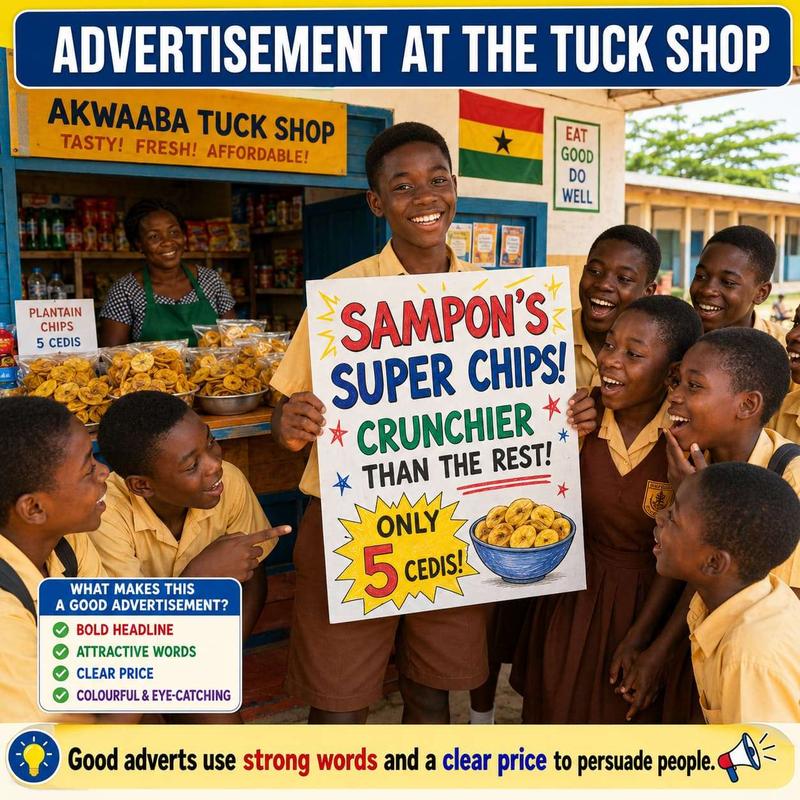 ADVERTISEMENT AT THE TUCK SHOP
AKWAABA TUCK SHOP
TASTY! FRESH! AFFORDABLE!
EAT
GOOD
DO
WELL
PLANTAIN
CHIPS
5 CEDIS
SAMPON'S
SUPER CHIPS!
CRUNCHIER
THAN THE REST!
ONLY
5 CEDIS!
WHAT MAKES THIS
A GOOD ADVERTISEMENT?
BOLD HEADLINE
ATTRACTIVE WORDS
CLEAR PRICE
COLOURFUL & EYE-CATCHING
Good adverts use strong words and a clear price to persuade people.